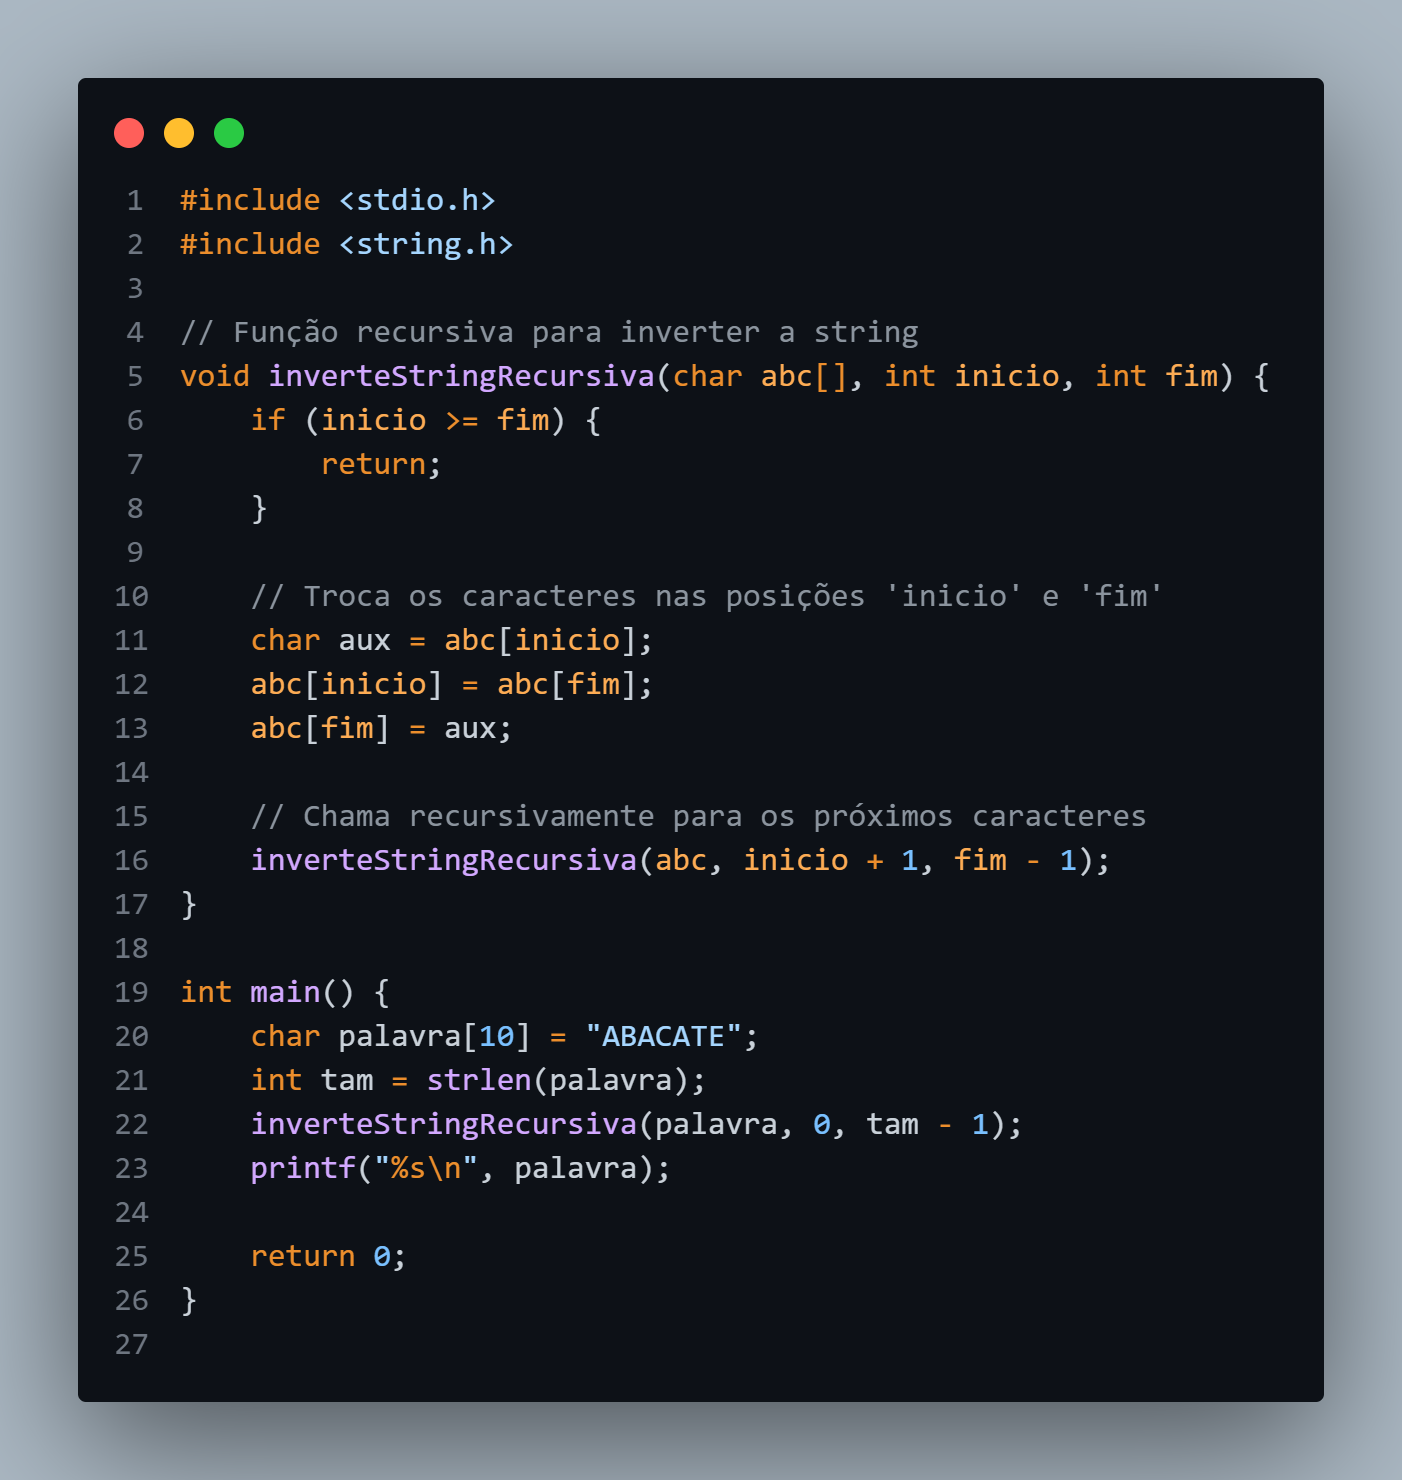 1 #include <stdio.h>
2 #include <string.h>
3
4 // Função recursiva para inverter a string
5 void inverteStringRecursiva(char abc[], int inicio, int fim) {
6     if (inicio >= fim) {
7         return;
8     }
9
10     // Troca os caracteres nas posições 'inicio' e 'fim'
11     char aux = abc[inicio];
12     abc[inicio] = abc[fim];
13     abc[fim] = aux;
14
15     // Chama recursivamente para os próximos caracteres
16     inverteStringRecursiva(abc, inicio + 1, fim - 1);
17 }
18
19 int main() {
20     char palavra[10] = "ABACATE";
21     int tam = strlen(palavra);
22     inverteStringRecursiva(palavra, 0, tam - 1);
23     printf("%s\n", palavra);
24
25     return 0;
26 }
27